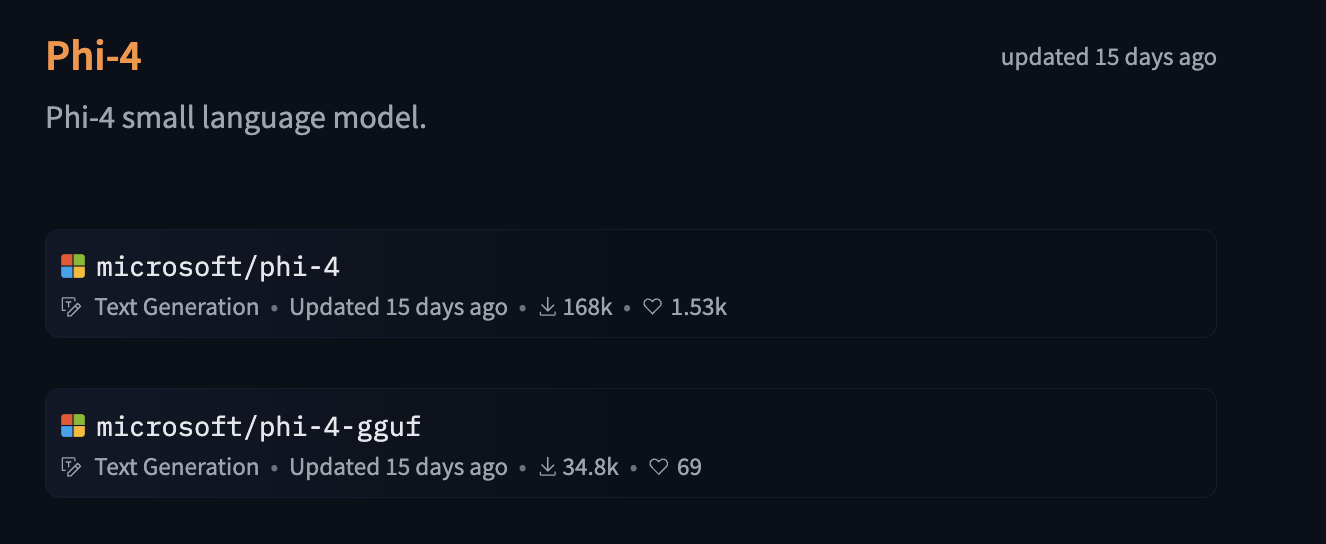 Phi-4
updated 15 days ago
Phi-4 small language model.
microsoft/phi-4
Text Generation • Updated 15 days ago • 168k • 1.53k
microsoft/phi-4-gguf
Text Generation • Updated 15 days ago • 34.8k • 69